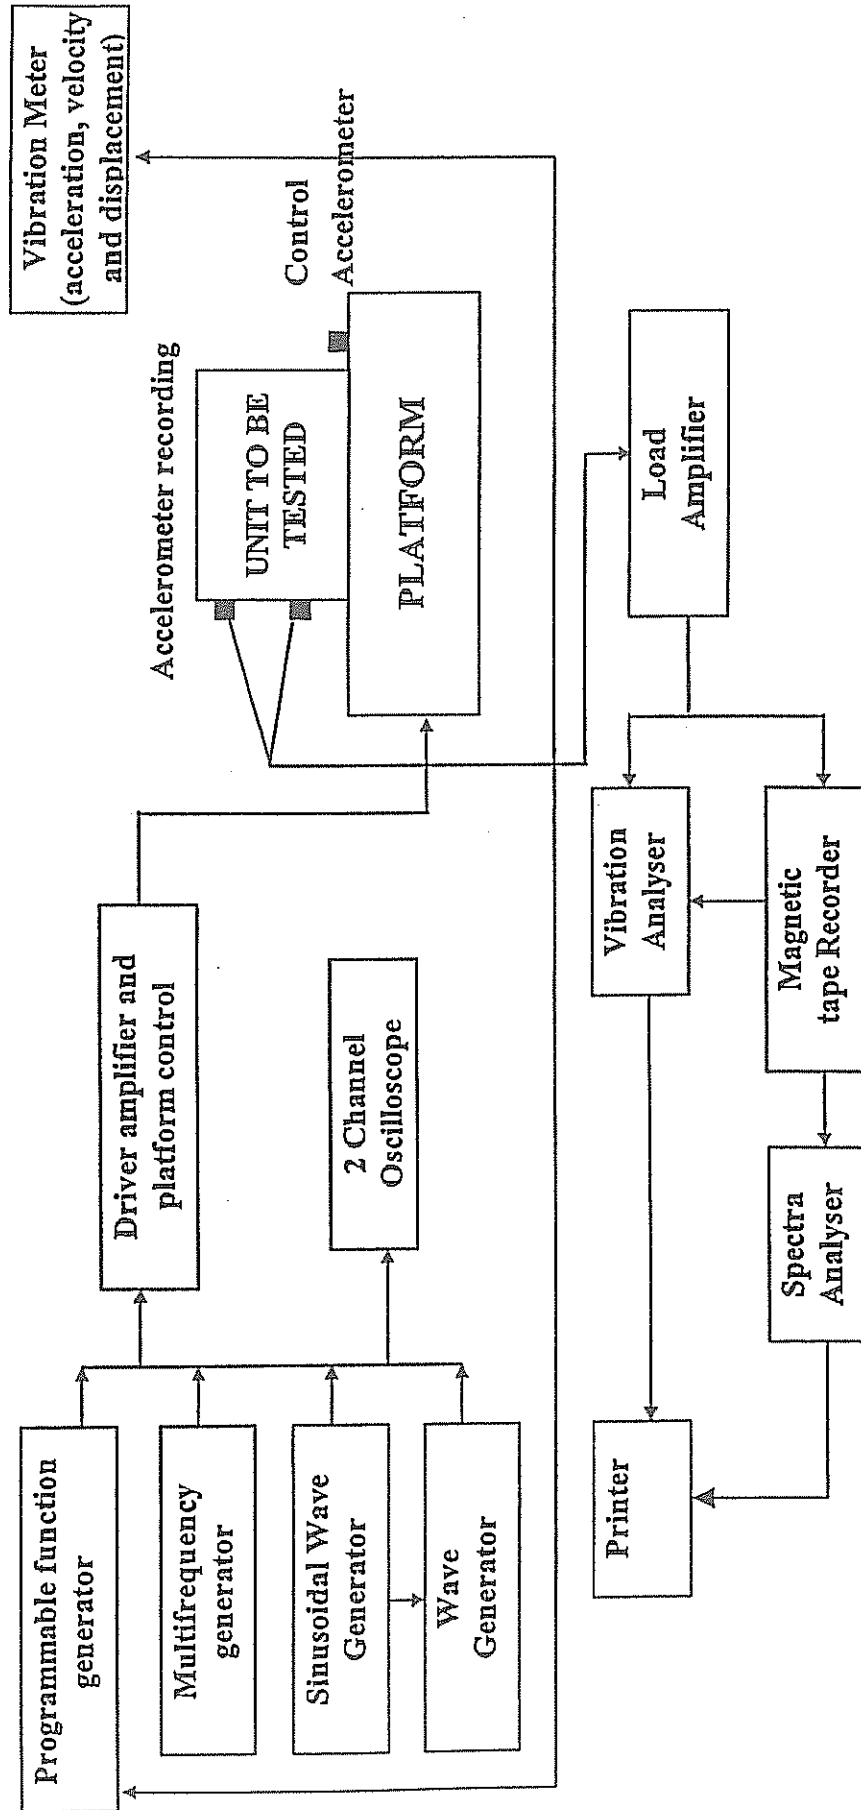 Programmable function
generator
Multifrequency
generator
Sinusoidal Wave
Generator
Wave
Generator
Driver amplifier and
platform control
2 Channel
Oscilloscope
Accelerometer recording
UNIT TO BE
TESTED
PLATFORM
Control
Accelerometer
Vibration Meter
(acceleration, velocity
and displacement)
Printer
Vibration
Analyser
Load
Amplifier
Spectra
Analyser
Magnetic
tape Recorder